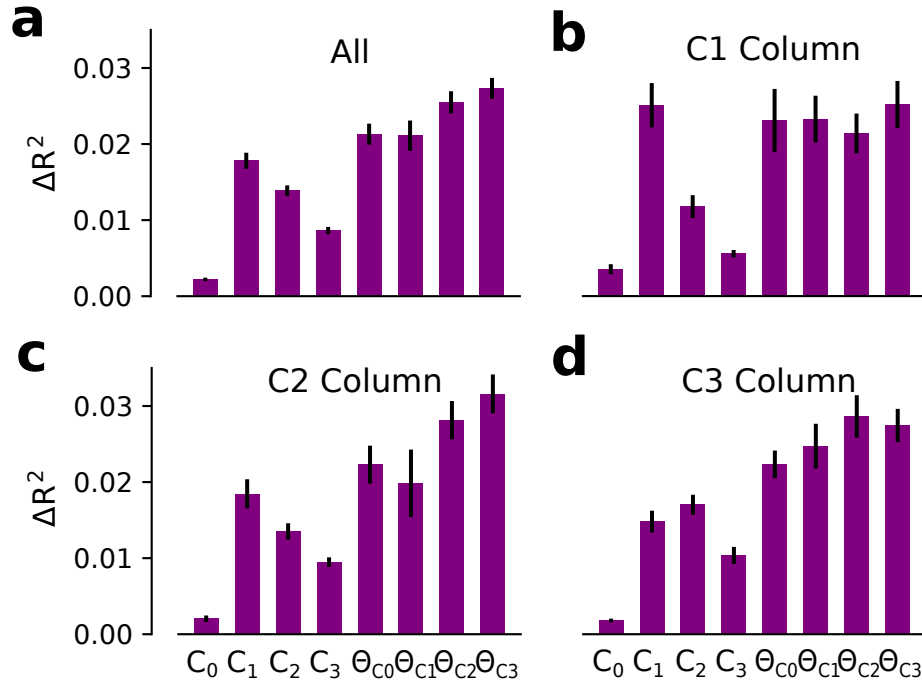 a
All
0.03
0.02
0.01
0.00
ΔR²
b
C1 Column
c
C2 Column
0.03
0.02
0.01
0.00
ΔR²
C₀ C₁ C₂ C₃ Θ_C0 Θ_C1 Θ_C2 Θ_C3
d
C3 Column
C₀ C₁ C₂ C₃ Θ_C0 Θ_C1 Θ_C2 Θ_C3